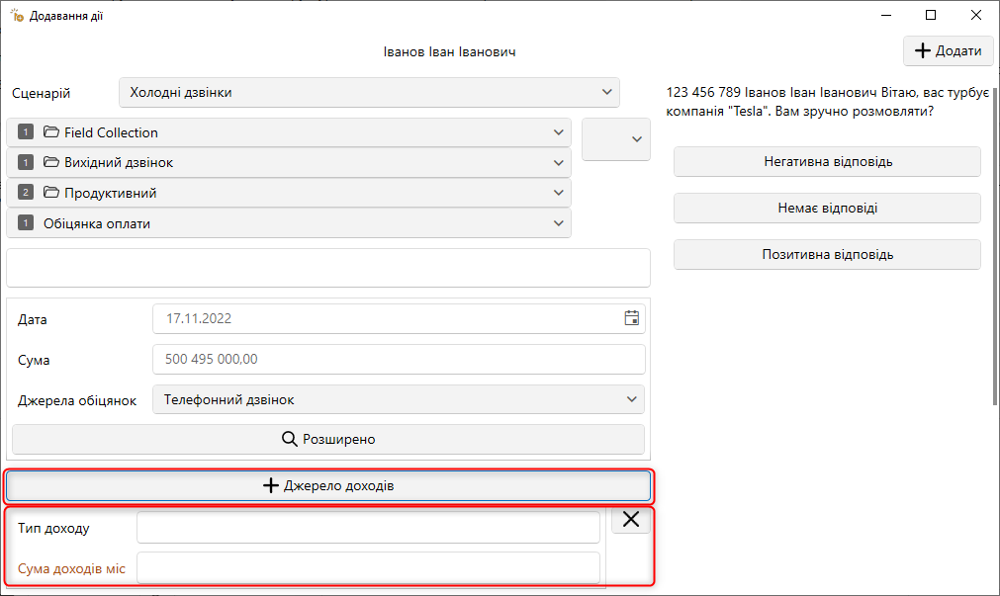 Додавання дії
Іванов Іван Іванович
Додати
Сценарій
Холодні дзвінки
1 Field Collection
1 Вихідний дзвінок
2 Продуктивний
1 Обіцянка оплати
Дата
17.11.2022
Сума
500 495 000,00
Джерела обіцянок
Телефонний дзвінок
Розширено
Джерело доходів
Тип доходу
Сума доходів міс
123 456 789 Іванов Іван Іванович Вітаю, вас турбує
компанія "Tesla". Вам зручно розмовляти?
Негативна відповідь
Немає відповіді
Позитивна відповідь